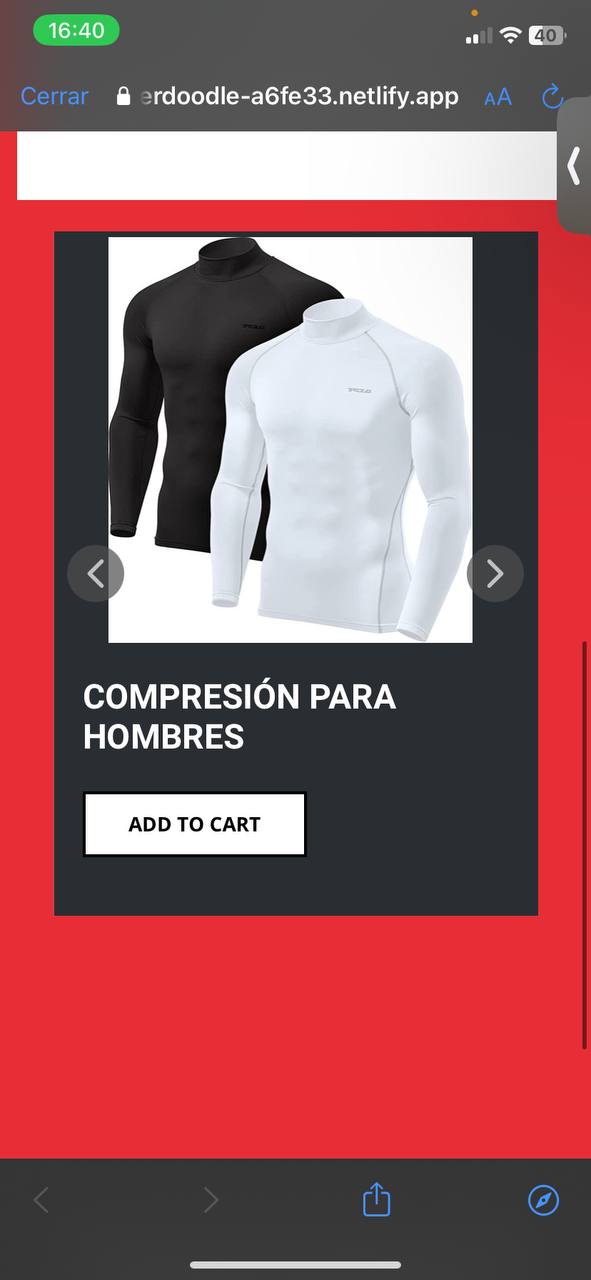 16:40
40
Cerrar
erdoodle-a6fe33.netlify.app
AA
COMPRESIÓN PARA
HOMBRES
ADD TO CART